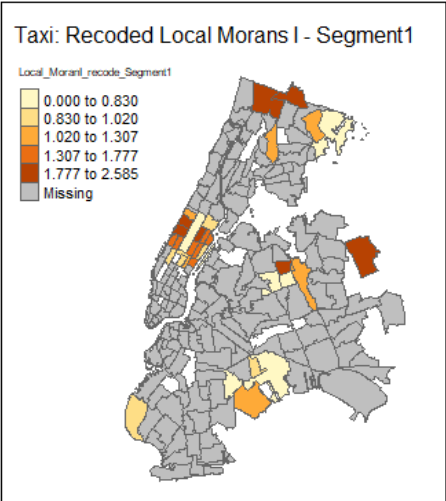 Taxi: Recoded Local Morans I - Segment1
Local_MoranI_recode_Segment1
0.000 to 0.830
0.830 to 1.020
1.020 to 1.307
1.307 to 1.777
1.777 to 2.585
Missing